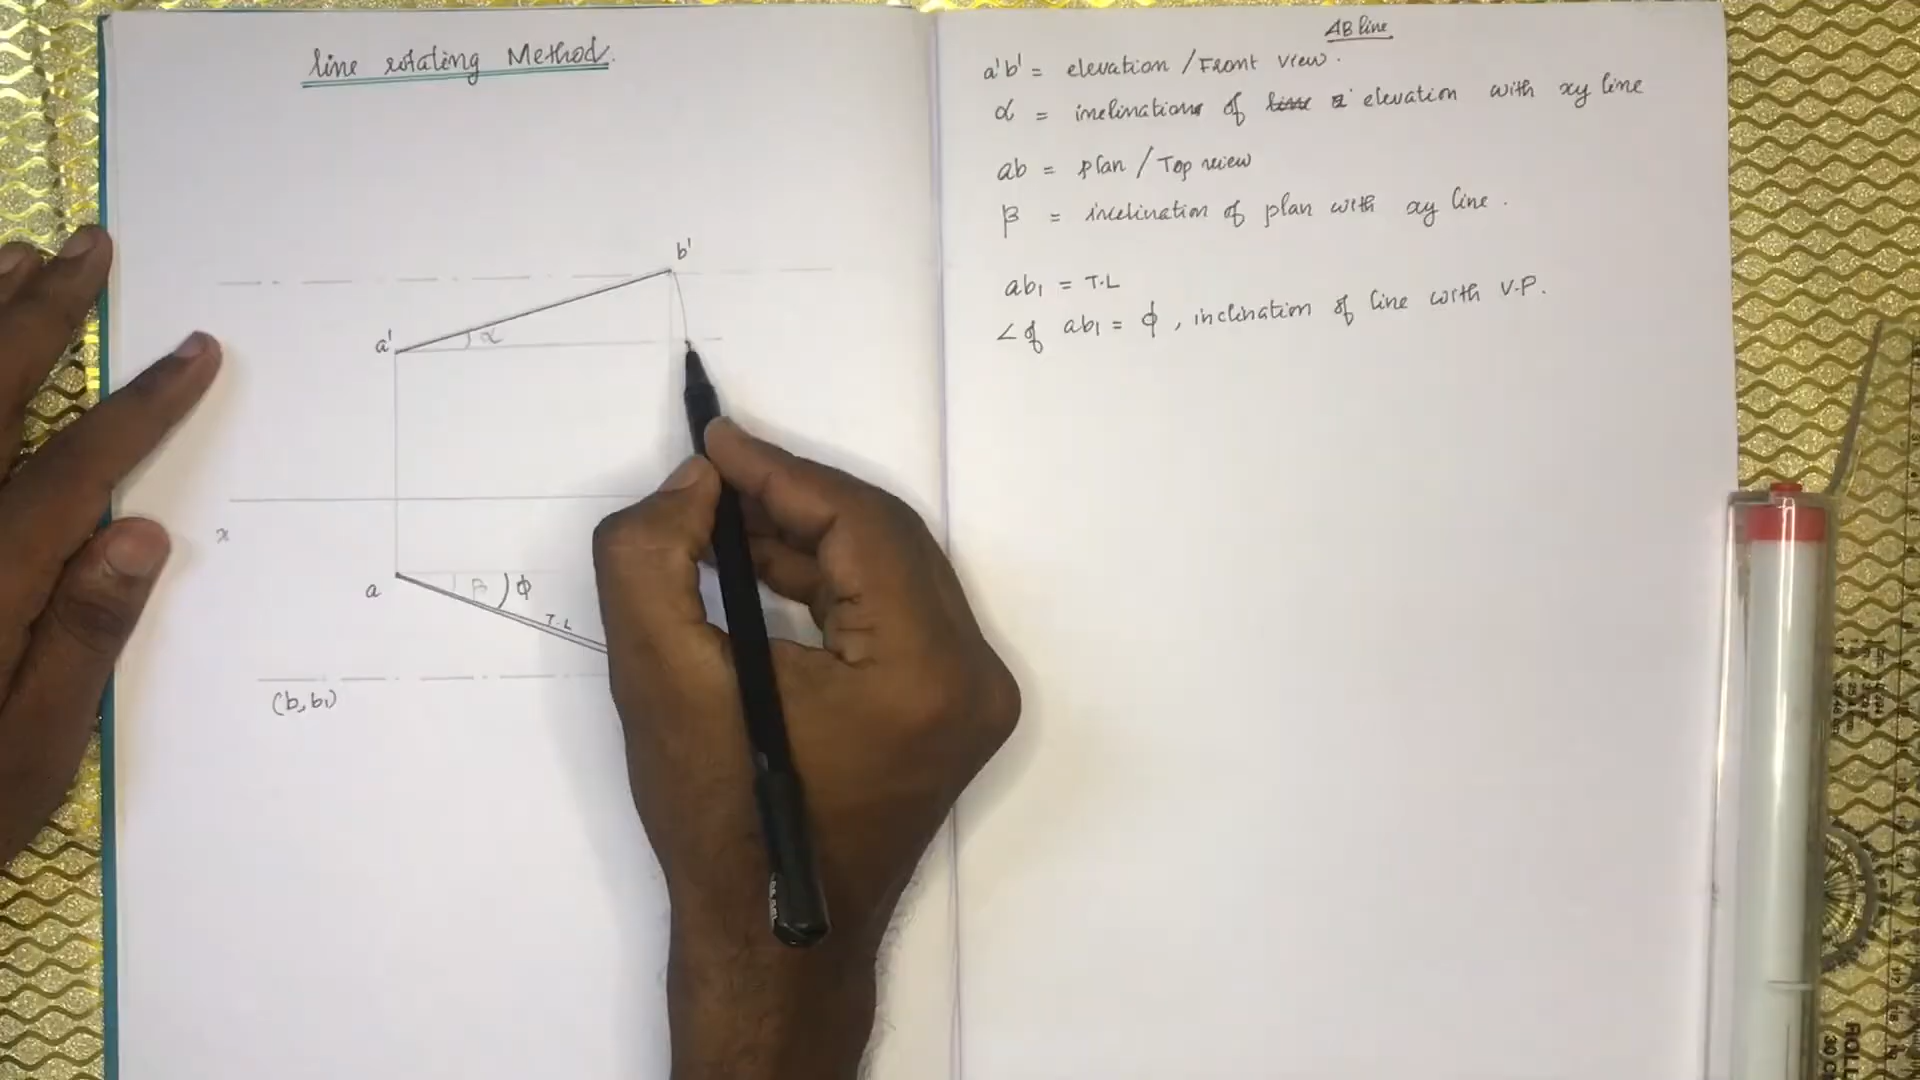 line rotating Method.
b'
a'
α
x
a
β
ϕ
T.L
(b, b₁)
AB line
a'b' = elevation / Front view.
α = inclinations of elevation with xy line
ab = plan / Top view
β = inclination of plan with xy line.
ab₁ = T.L
∠ of ab₁ = ϕ, inclination of line with V.P.
30 c